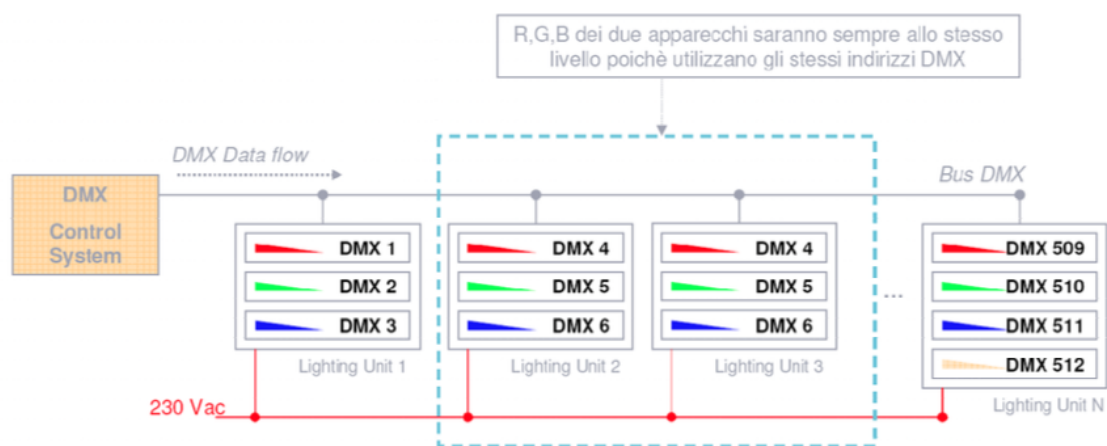 R,G,B dei due apparecchi saranno sempre allo stesso
livello poichè utilizzano gli stessi indirizzi DMX
DMX Data flow
Bus DMX
DMX
Control
System
DMX 1
DMX 2
DMX 3
Lighting Unit 1
DMX 4
DMX 5
DMX 6
Lighting Unit 2
DMX 4
DMX 5
DMX 6
Lighting Unit 3
...
DMX 509
DMX 510
DMX 511
DMX 512
Lighting Unit N
230 Vac